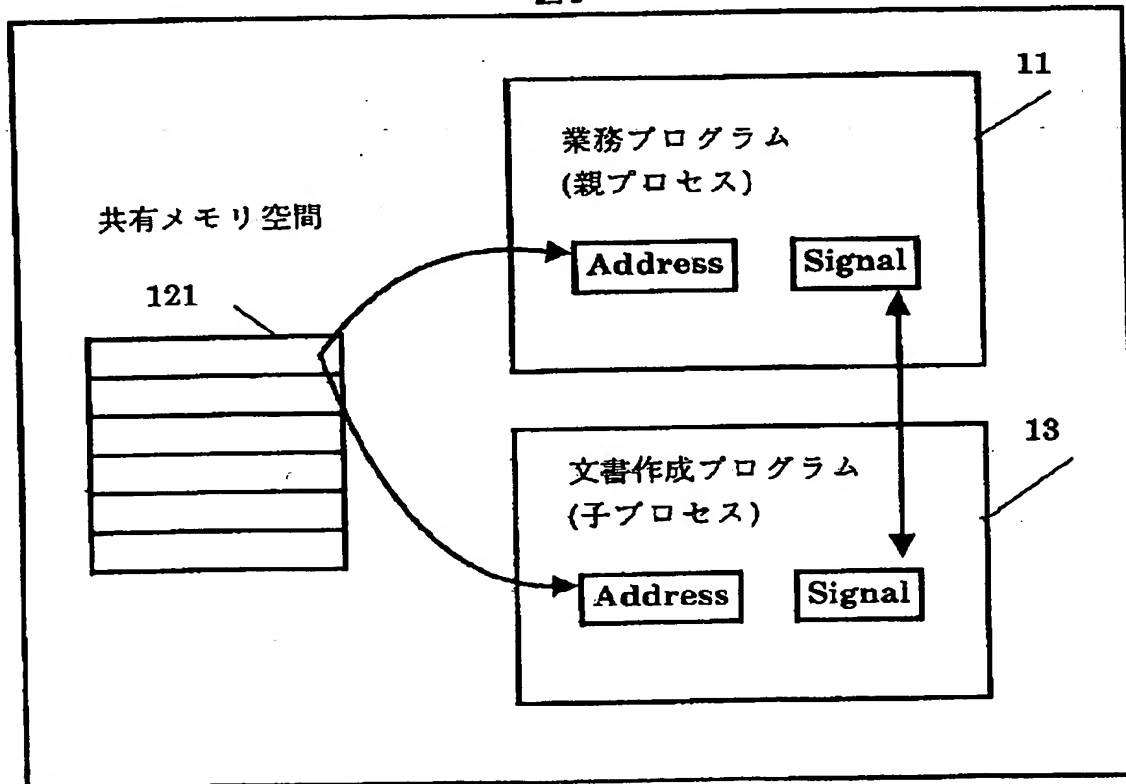 11
業務プログラム
(親プロセス)
共有メモリ空間
Address
Signal
121
13
文書作成プログラム
(子プロセス)
Address
Signal